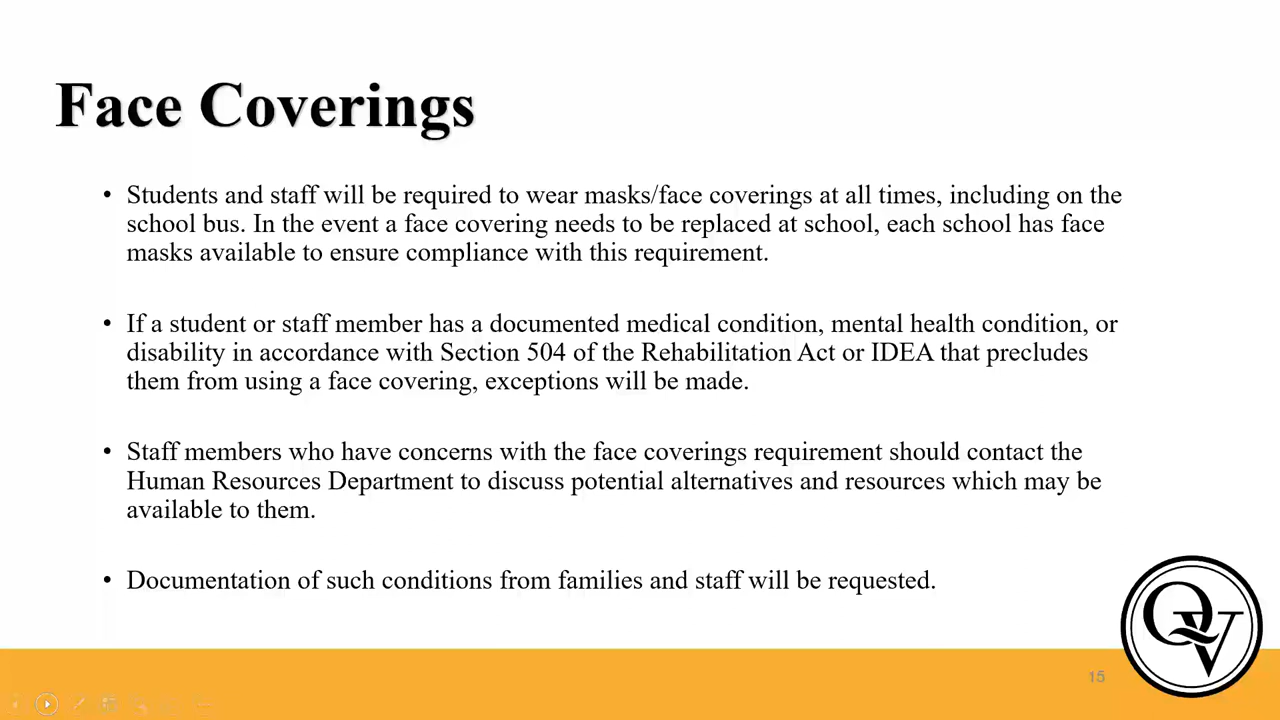 Face Coverings
• Students and staff will be required to wear masks/face coverings at all times, including on the
school bus. In the event a face covering needs to be replaced at school, each school has face
masks available to ensure compliance with this requirement.
• If a student or staff member has a documented medical condition, mental health condition, or
disability in accordance with Section 504 of the Rehabilitation Act or IDEA that precludes
them from using a face covering, exceptions will be made.
• Staff members who have concerns with the face coverings requirement should contact the
Human Resources Department to discuss potential alternatives and resources which may be
available to them.
• Documentation of such conditions from families and staff will be requested.
QV
15